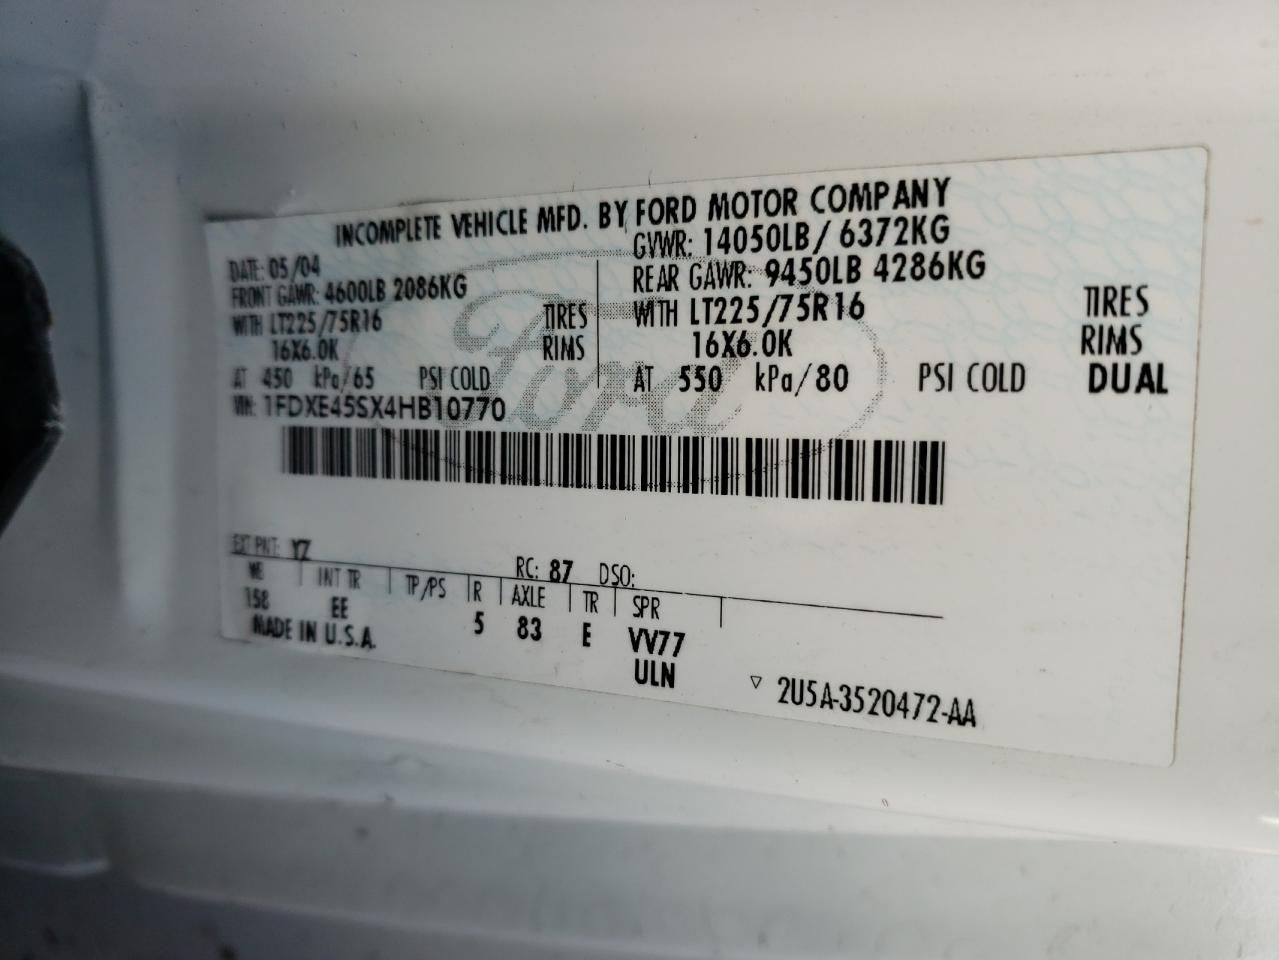 INCOMPLETE VEHICLE MFD. BY FORD MOTOR COMPANY
DATE: 05/04 GVWR: 14050LB/ 6372KG
FRONT GAWR: 4600LB 2086KG REAR GAWR: 9450LB 4286KG
WITH LT225/75R16 TIRES WITH LT225/75R16 TIRES
16X6.0K RIMS 16X6.0K RIMS
AT 450 kPa/65 PSI COLD AT 550 kPa/80 PSI COLD DUAL
VIN: 1FDXE45SX4HB10770
Ford
EXT PNT: YZ RC: 87 DSO:
WB INT TR TP/PS R AXLE TR SPR
158 EE 5 83 E VV77
MADE IN U.S.A. ULN
2U5A-3520472-AA